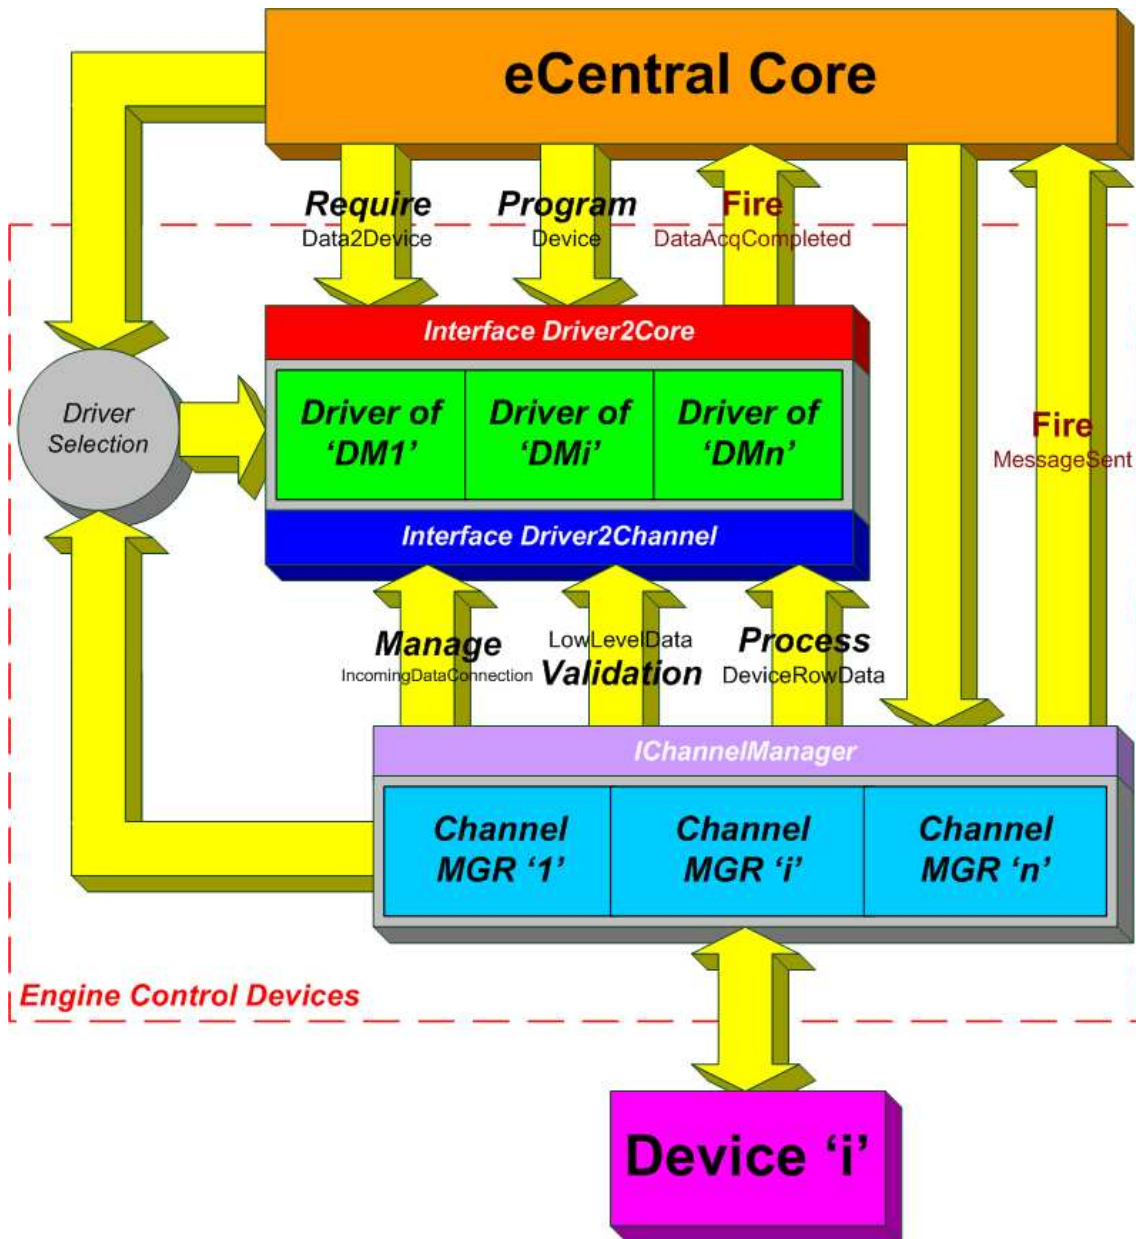 eCentral Core
Require
Data2Device
Program
Device
Fire
DataAcqCompleted
Interface Driver2Core
Driver
Selection
Driver of
‘DM1’
Driver of
‘DMi’
Driver of
‘DMn’
Fire
MessageSent
Interface Driver2Channel
Manage
IncomingDataConnection
LowLevelData
Validation
Process
DeviceRowData
IChannelManager
Channel
MGR ‘1’
Channel
MGR ‘i’
Channel
MGR ‘n’
Engine Control Devices
Device ‘i’